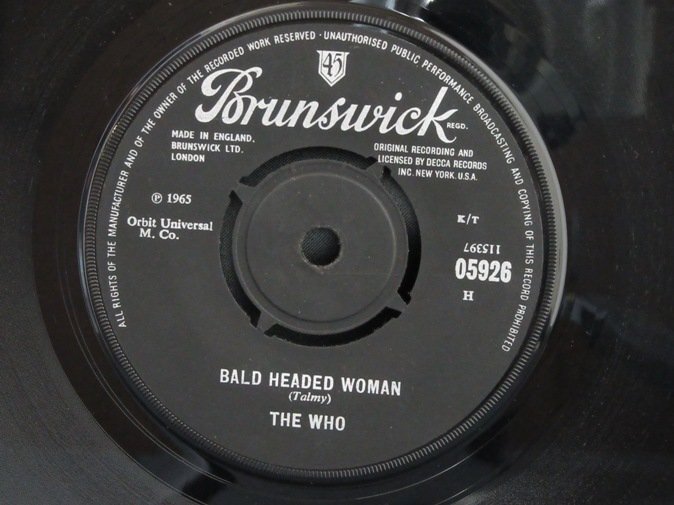 ALL RIGHTS OF THE MANUFACTURER AND OF THE OWNER OF THE RECORDED WORK RESERVED · UNAUTHORISED PUBLIC PERFORMANCE BROADCASTING AND COPYING OF THIS RECORD PROHIBITED
45
Brunswick REGD.
MADE IN ENGLAND.
BRUNSWICK LTD.
LONDON
ORIGINAL RECORDING AND
LICENSED BY DECCA RECORDS
INC. NEW YORK. U.S.A.
℗ 1965
Orbit Universal
M. Co.
K/T
115397
05926
H
BALD HEADED WOMAN
(Talmy)
THE WHO